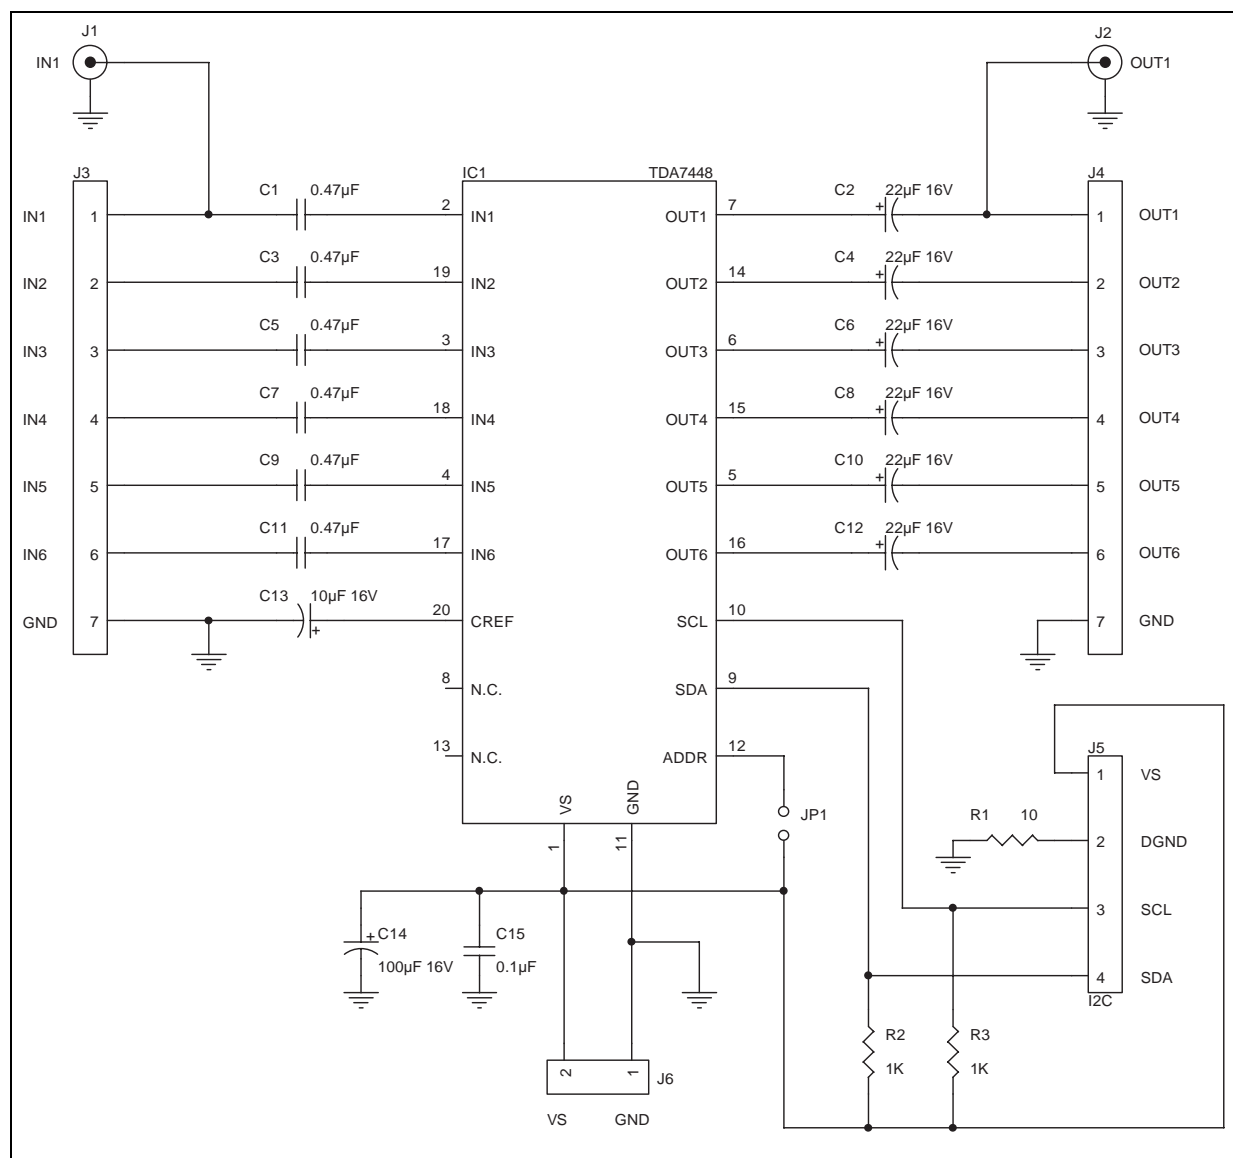 J1
J2
IN1
OUT1
J3
IC1
TDA7448
J4
C1 0.47µF
C2 22µF 16V
+
IN1 1 2 IN1 OUT1 7 1 OUT1
C3 0.47µF
C4 22µF 16V
+
IN2 2 19 IN2 OUT2 14 2 OUT2
C5 0.47µF
C6 22µF 16V
+
IN3 3 3 IN3 OUT3 6 3 OUT3
C7 0.47µF
C8 22µF 16V
+
IN4 4 18 IN4 OUT4 15 4 OUT4
C9 0.47µF
C10 22µF 16V
+
IN5 5 4 IN5 OUT5 5 5 OUT5
C11 0.47µF
C12 22µF 16V
+
IN6 6 17 IN6 OUT6 16 6 OUT6
C13 10µF 16V
+
GND 7 20 CREF SCL 10 7 GND
8 N.C. SDA 9
13 N.C. ADDR 12
J5
1 VS
VS GND
JP1
R1 10
2 DGND
1 11
3 SCL
+ C14
100µF 16V
C15
0.1µF
4 SDA
I2C
R2
1K
R3
1K
2 1 J6
VS GND